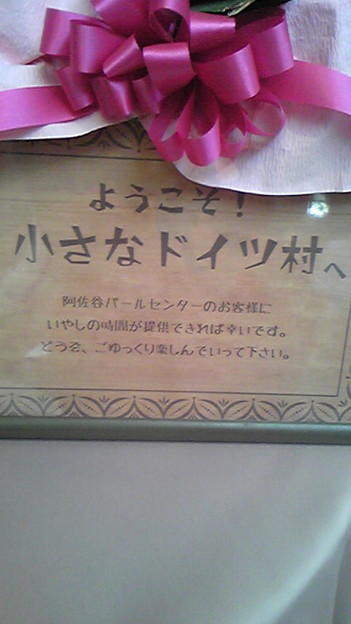 ようこそ!
小さなドイツ村へ
阿佐谷パールセンターのお客様に
いやしの時間が提供できれば幸いです。
どうぞ、ごゆっくり楽しんでいって下さい。